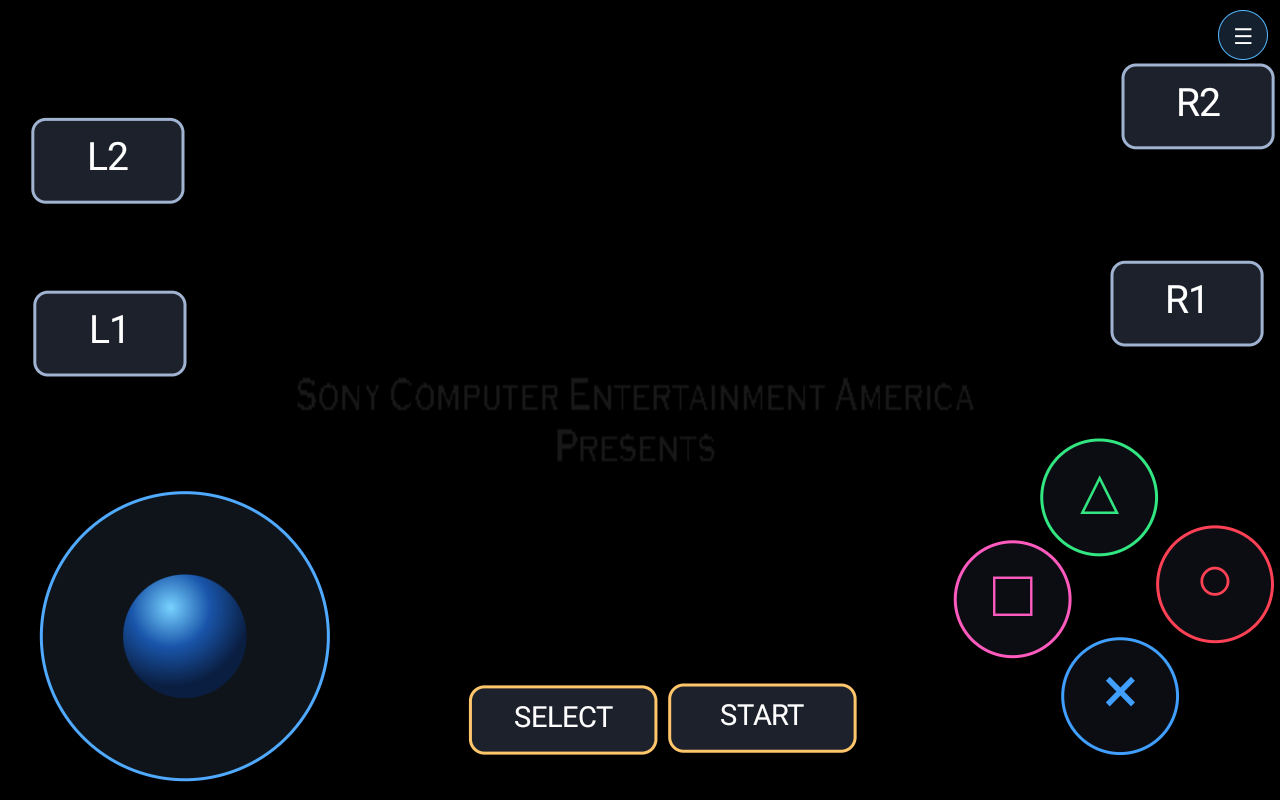 R2
L2
R1
L1
SONY COMPUTER ENTERTAINMENT AMERICA
PRESENTS
SELECT
START